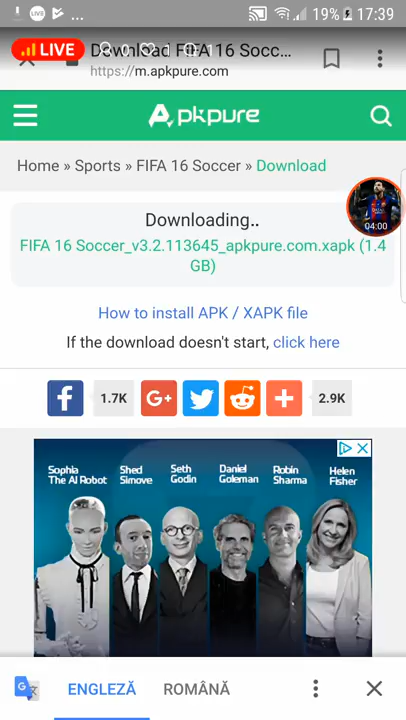 LIVE
19% 17:39
LIVE
Download FIFA 16 Socc...
https://m.apkpure.com
Apkpure
Home » Sports » FIFA 16 Soccer » Download
Downloading..
FIFA 16 Soccer_v3.2.113645_apkpure.com.xapk (1.4
GB)
04:00
How to install APK / XAPK file
If the download doesn't start, click here
1.7K
G+
2.9K
Sophia
The AI Robot
Shed
Simove
Seth
Godin
Daniel
Goleman
Robin
Sharma
Helen
Fisher
ENGLEZĂ ROMÂNĂ